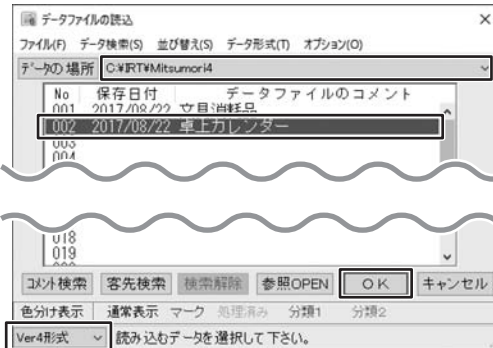 データファイルの読込
ファイル(F) データ検索(S) 並び替え(S) データ形式(T) オプション(O)
データの場所 C:¥IRT¥Mitsumori4
No 保存日付 データファイルのコメント
001 2017/08/22 文具消耗品
002 2017/08/22 卓上カレンダー
003
004
018
019
コメント検索 客先検索 検索解除 参照OPEN OK キャンセル
色分け表示 通常表示 マーク 処理済み 分類1 分類2
Ver4形式 読み込むデータを選択して下さい。